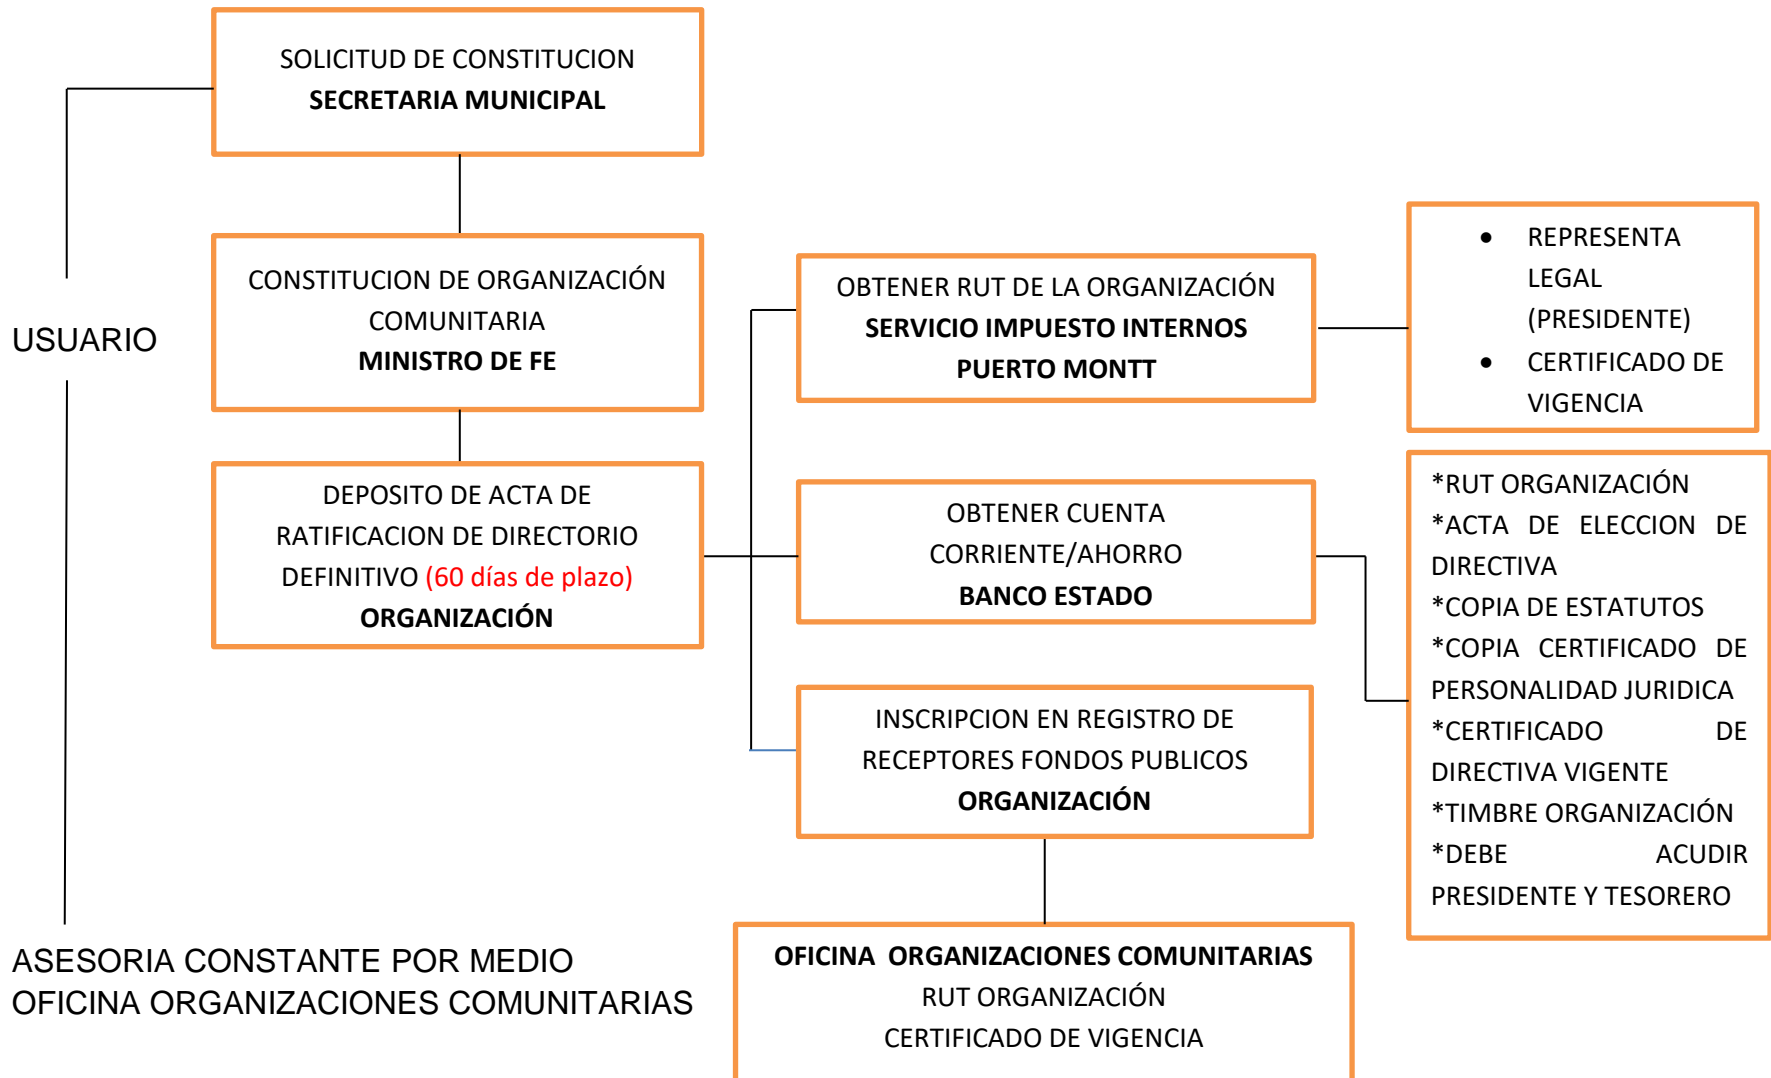 SOLICITUD DE CONSTITUCION
SECRETARIA MUNICIPAL
USUARIO
CONSTITUCION DE ORGANIZACIÓN
COMUNITARIA
MINISTRO DE FE
DEPOSITO DE ACTA DE
RATIFICACION DE DIRECTORIO
DEFINITIVO (60 días de plazo)
ORGANIZACIÓN
OBTENER RUT DE LA ORGANIZACIÓN
SERVICIO IMPUESTO INTERNOS
PUERTO MONTT
• REPRESENTA
LEGAL
(PRESIDENTE)
• CERTIFICADO DE
VIGENCIA
OBTENER CUENTA
CORRIENTE/AHORRO
BANCO ESTADO
*RUT ORGANIZACIÓN
*ACTA DE ELECCION DE
DIRECTIVA
*COPIA DE ESTATUTOS
*COPIA CERTIFICADO DE
PERSONALIDAD JURIDICA
*CERTIFICADO DE
DIRECTIVA VIGENTE
*TIMBRE ORGANIZACIÓN
*DEBE ACUDIR
PRESIDENTE Y TESORERO
INSCRIPCION EN REGISTRO DE
RECEPTORES FONDOS PUBLICOS
ORGANIZACIÓN
OFICINA ORGANIZACIONES COMUNITARIAS
RUT ORGANIZACIÓN
CERTIFICADO DE VIGENCIA
ASESORIA CONSTANTE POR MEDIO
OFICINA ORGANIZACIONES COMUNITARIAS